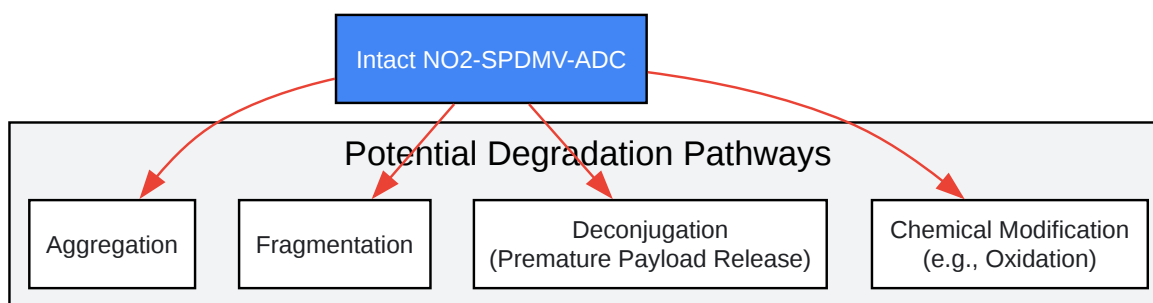 Intact NO2-SPDMV-ADC
Potential Degradation Pathways
Aggregation
Fragmentation
Deconjugation
(Premature Payload Release)
Chemical Modification
(e.g., Oxidation)